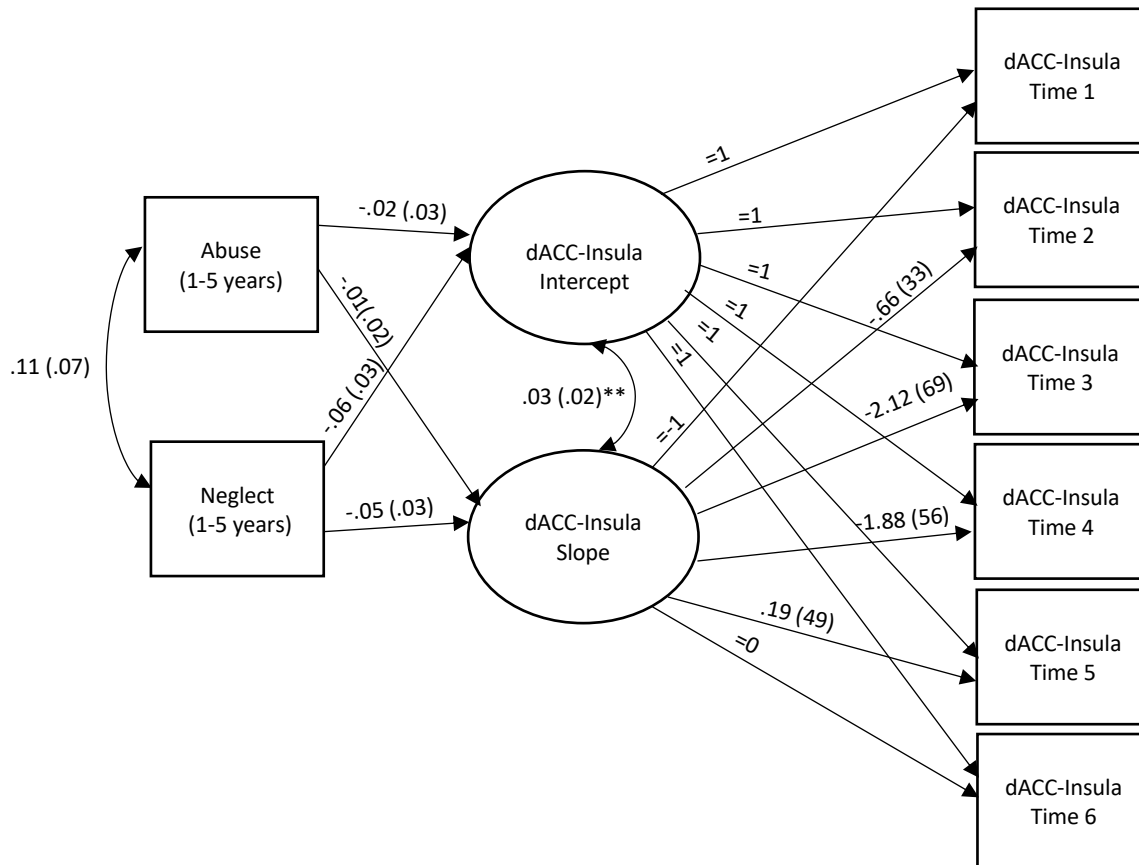 dACC-Insula
Time 1
=1
dACC-Insula
Time 2
-.02 (.03)
=1
Abuse
(1-5 years)
dACC-Insula
Intercept
=1
-.66 (33)
-.01(.02)
=1
=1
dACC-Insula
Time 3
=1
.11 (.07)
-.06 (.03)
.03 (.02)**
=-1
-2.12 (69)
Neglect
(1-5 years)
-.05 (.03)
dACC-Insula
Slope
-1.88 (56)
dACC-Insula
Time 4
.19 (49)
=0
dACC-Insula
Time 5
dACC-Insula
Time 6